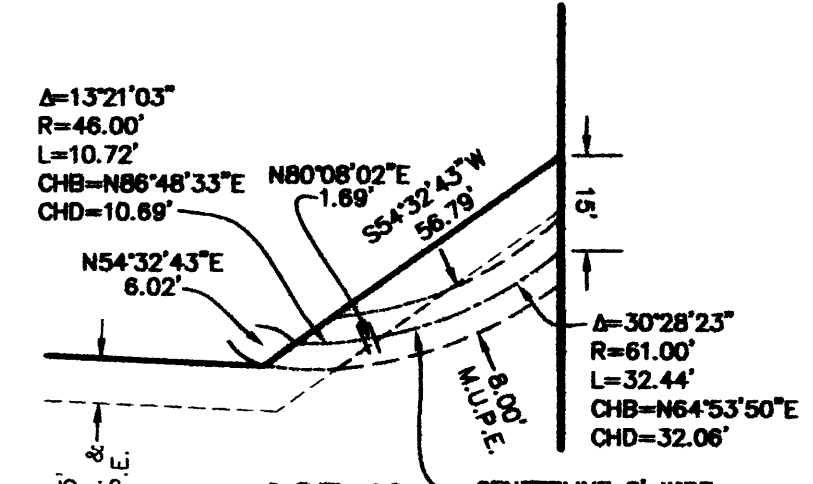 Δ=13°21'03"
R=46.00'
L=10.72'
CHB=N86°48'33"E
CHD=10.69'
N80°08'02"E
1.69'
S54°32'43"W
56.79'
15'
N54°32'43"E
6.02'
Δ=30°28'23"
R=61.00'
L=32.44'
CHB=N64°53'50"E
CHD=32.06'
8.00'
M.U.P.E.
&